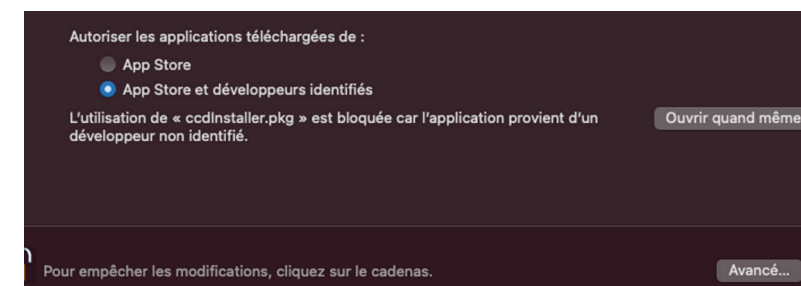 Autoriser les applications téléchargées de :
App Store
App Store et développeurs identifiés
L'utilisation de « ccdInstaller.pkg » est bloquée car l'application provient d'un
développeur non identifié.
Ouvrir quand même
Pour empêcher les modifications, cliquez sur le cadenas.
Avancé...